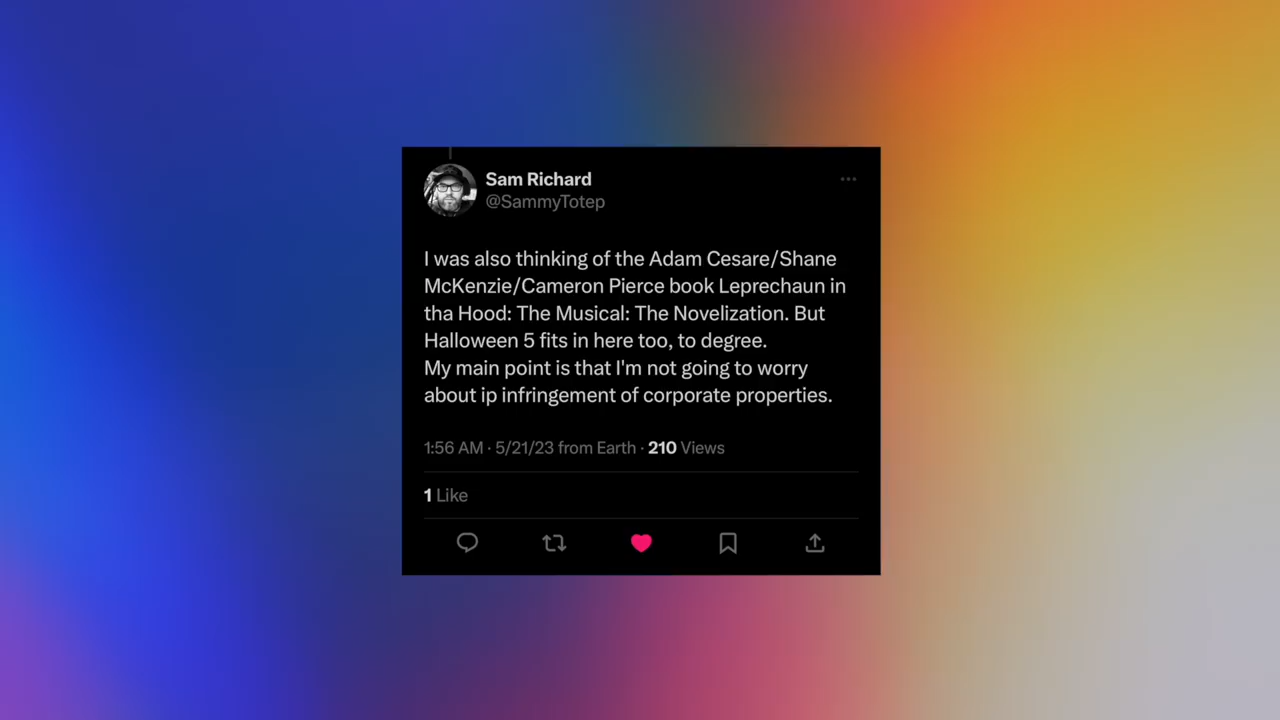 Sam Richard
@SammyTotep
I was also thinking of the Adam Cesare/Shane
McKenzie/Cameron Pierce book Leprechaun in
tha Hood: The Musical: The Novelization. But
Halloween 5 fits in here too, to degree.
My main point is that I'm not going to worry
about ip infringement of corporate properties.
1:56 AM · 5/21/23 from Earth · 210 Views
1 Like